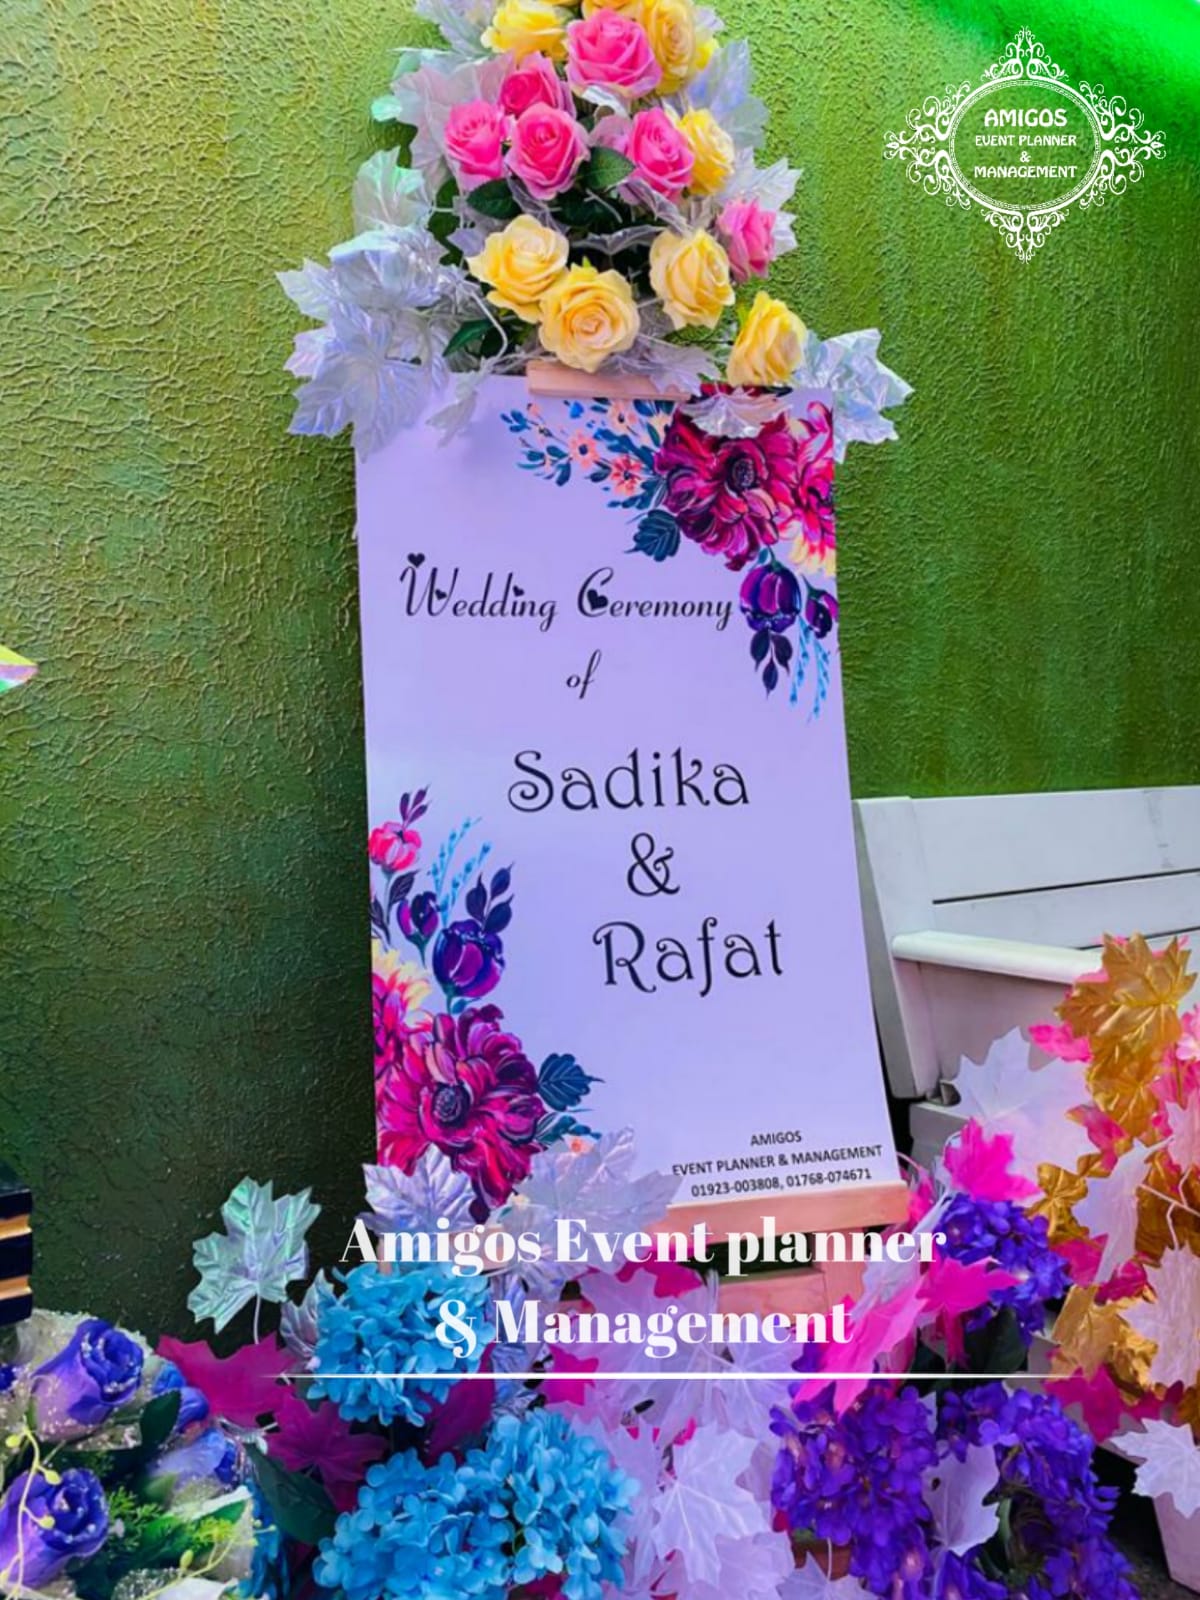 AMIGOS
EVENT PLANNER
&
MANAGEMENT
Wedding Ceremony
of
Sadika
&
Rafat
AMIGOS
EVENT PLANNER & MANAGEMENT
01923-003808, 01768-074671
Amigos Event planner
& Management